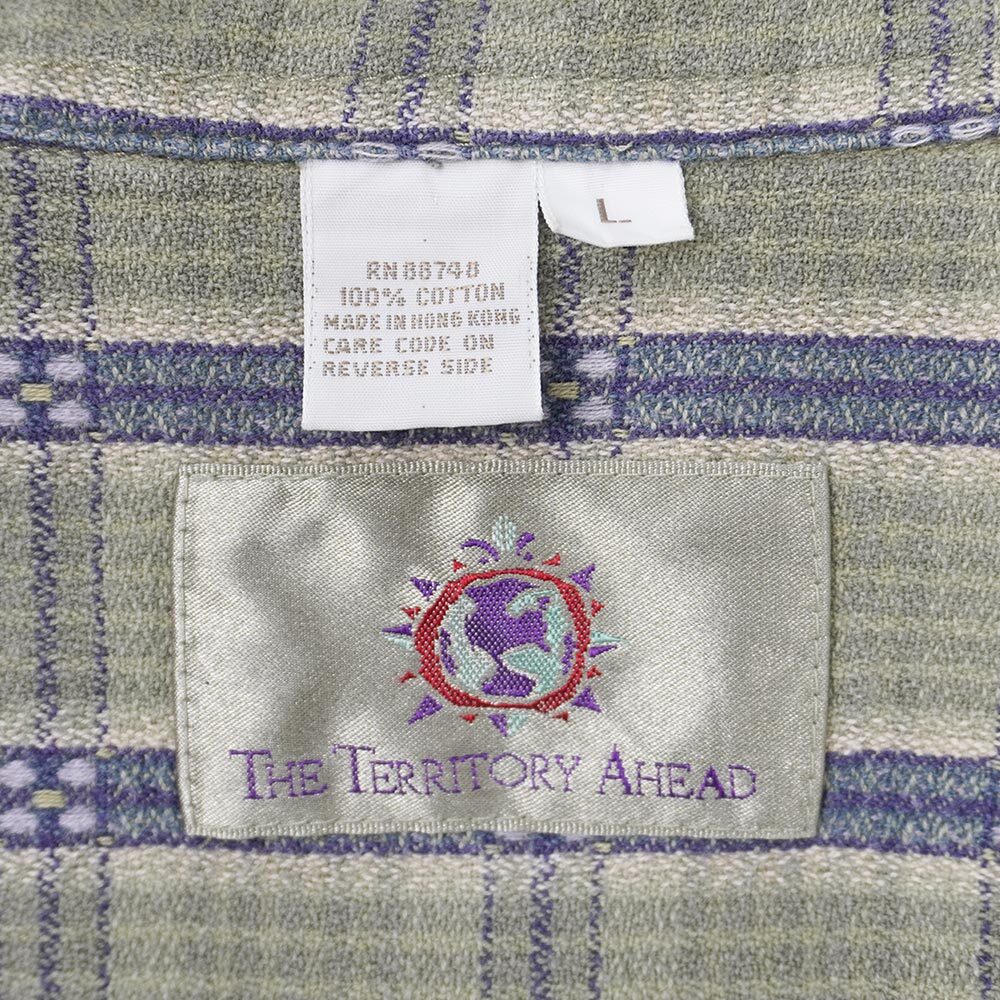 L
RN 88740
100% COTTON
MADE IN HONG KONG
CARE CODE ON
REVERSE SIDE
THE TERRITORY AHEAD